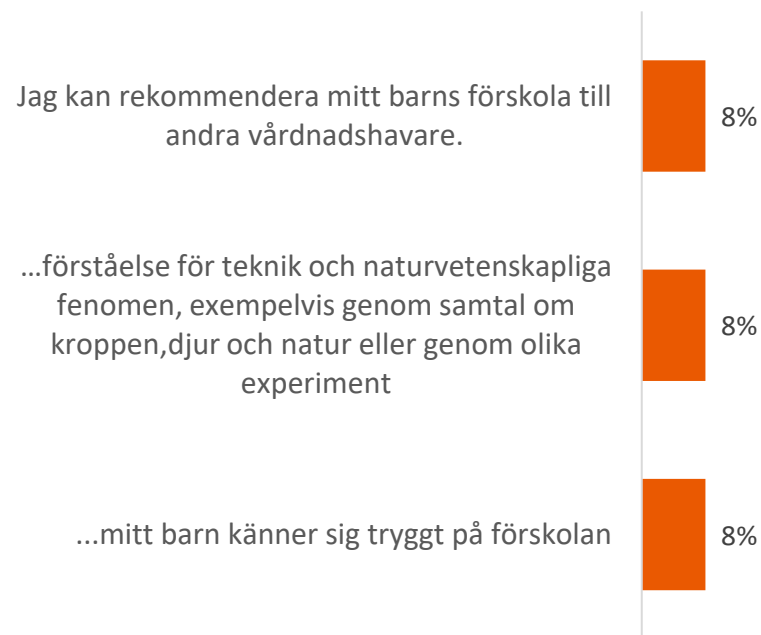 Jag kan rekommendera mitt barns förskola till
andra vårdnadshavare.
8%
...förståelse för teknik och naturvetenskapliga
fenomen, exempelvis genom samtal om
kroppen,djur och natur eller genom olika
experiment
8%
...mitt barn känner sig tryggt på förskolan
8%